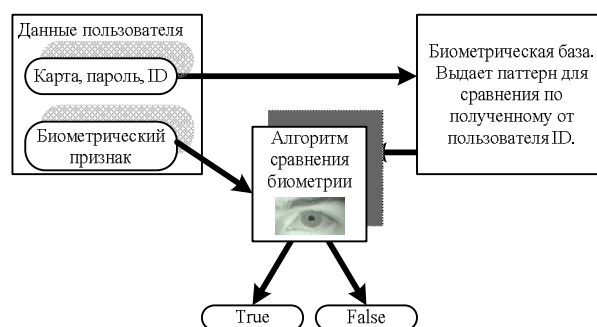 Данные пользователя
Карта, пароль, ID
Биометрический
признак
Алгоритм
сравнения
биометрии
Биометрическая база.
Выдает паттерн для
сравнения по
полученному от
пользователя ID.
True
False